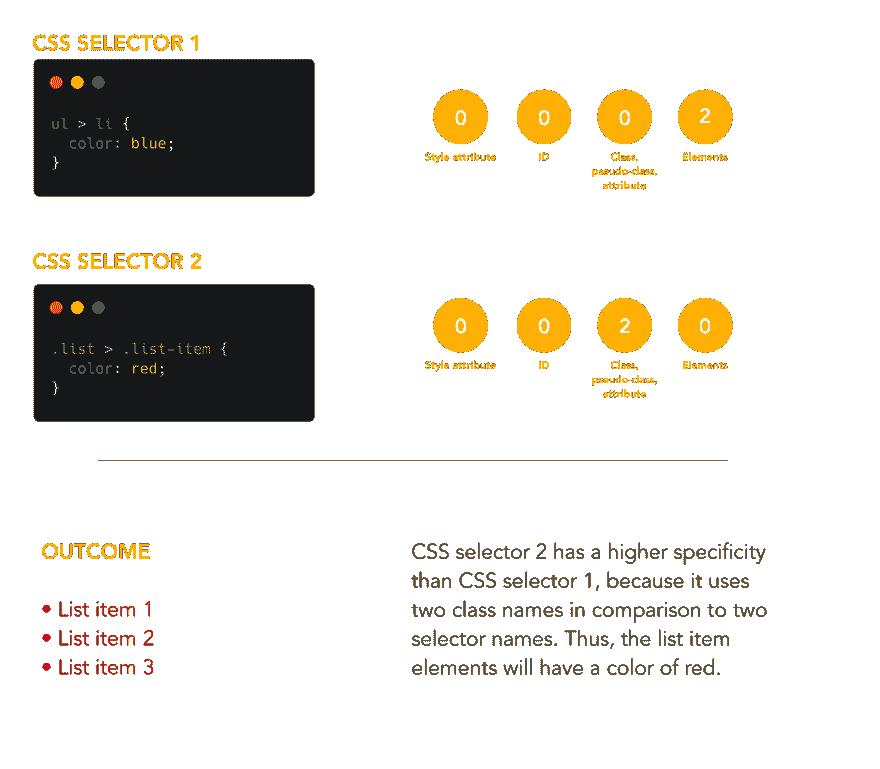 CSS SELECTOR 1
ul > li {
color: blue;
}
0 0 0 2
Style attribute ID Class, Elements
pseudo-class,
attribute
CSS SELECTOR 2
.list > .list-item {
color: red;
}
0 0 2 0
Style attribute ID Class, Elements
pseudo-class,
attribute
OUTCOME
• List item 1
• List item 2
• List item 3
CSS selector 2 has a higher specificity
than CSS selector 1, because it uses
two class names in comparison to two
selector names. Thus, the list item
elements will have a color of red.